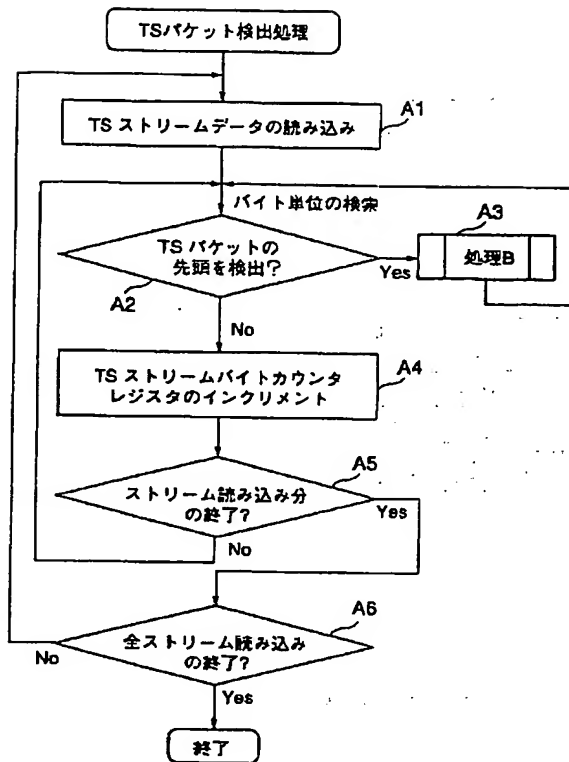 TSパケット検出処理
A1
TS ストリームデータの読み込み
バイト単位の検索
A3
TS パケットの
先頭を検出?
処理B
Yes
A2
No
A4
TS ストリームバイトカウンタ
レジスタのインクリメント
A5
ストリーム読み込み分
の終了?
Yes
No
A6
全ストリーム読み込み
の終了?
No
Yes
終了